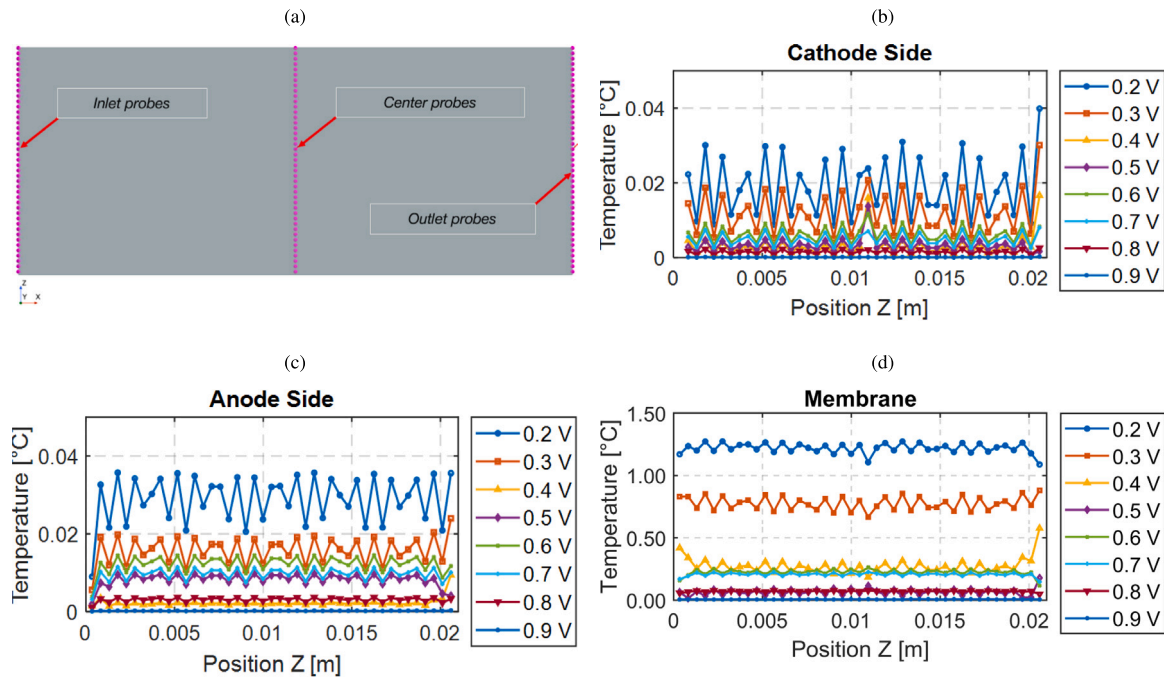 (a)
Inlet probes
Center probes
Outlet probes
Z
Y
X
(b)
Cathode Side
Temperature [°C]
0.04
0.02
0
0
0.005
0.01
0.015
0.02
Position Z [m]
0.2 V
0.3 V
0.4 V
0.5 V
0.6 V
0.7 V
0.8 V
0.9 V
(c)
Anode Side
Temperature [°C]
0.04
0.02
0
0
0.005
0.01
0.015
0.02
Position Z [m]
0.2 V
0.3 V
0.4 V
0.5 V
0.6 V
0.7 V
0.8 V
0.9 V
(d)
Membrane
Temperature [°C]
1.50
1.00
0.50
0.00
0
0.005
0.01
0.015
0.02
Position Z [m]
0.2 V
0.3 V
0.4 V
0.5 V
0.6 V
0.7 V
0.8 V
0.9 V